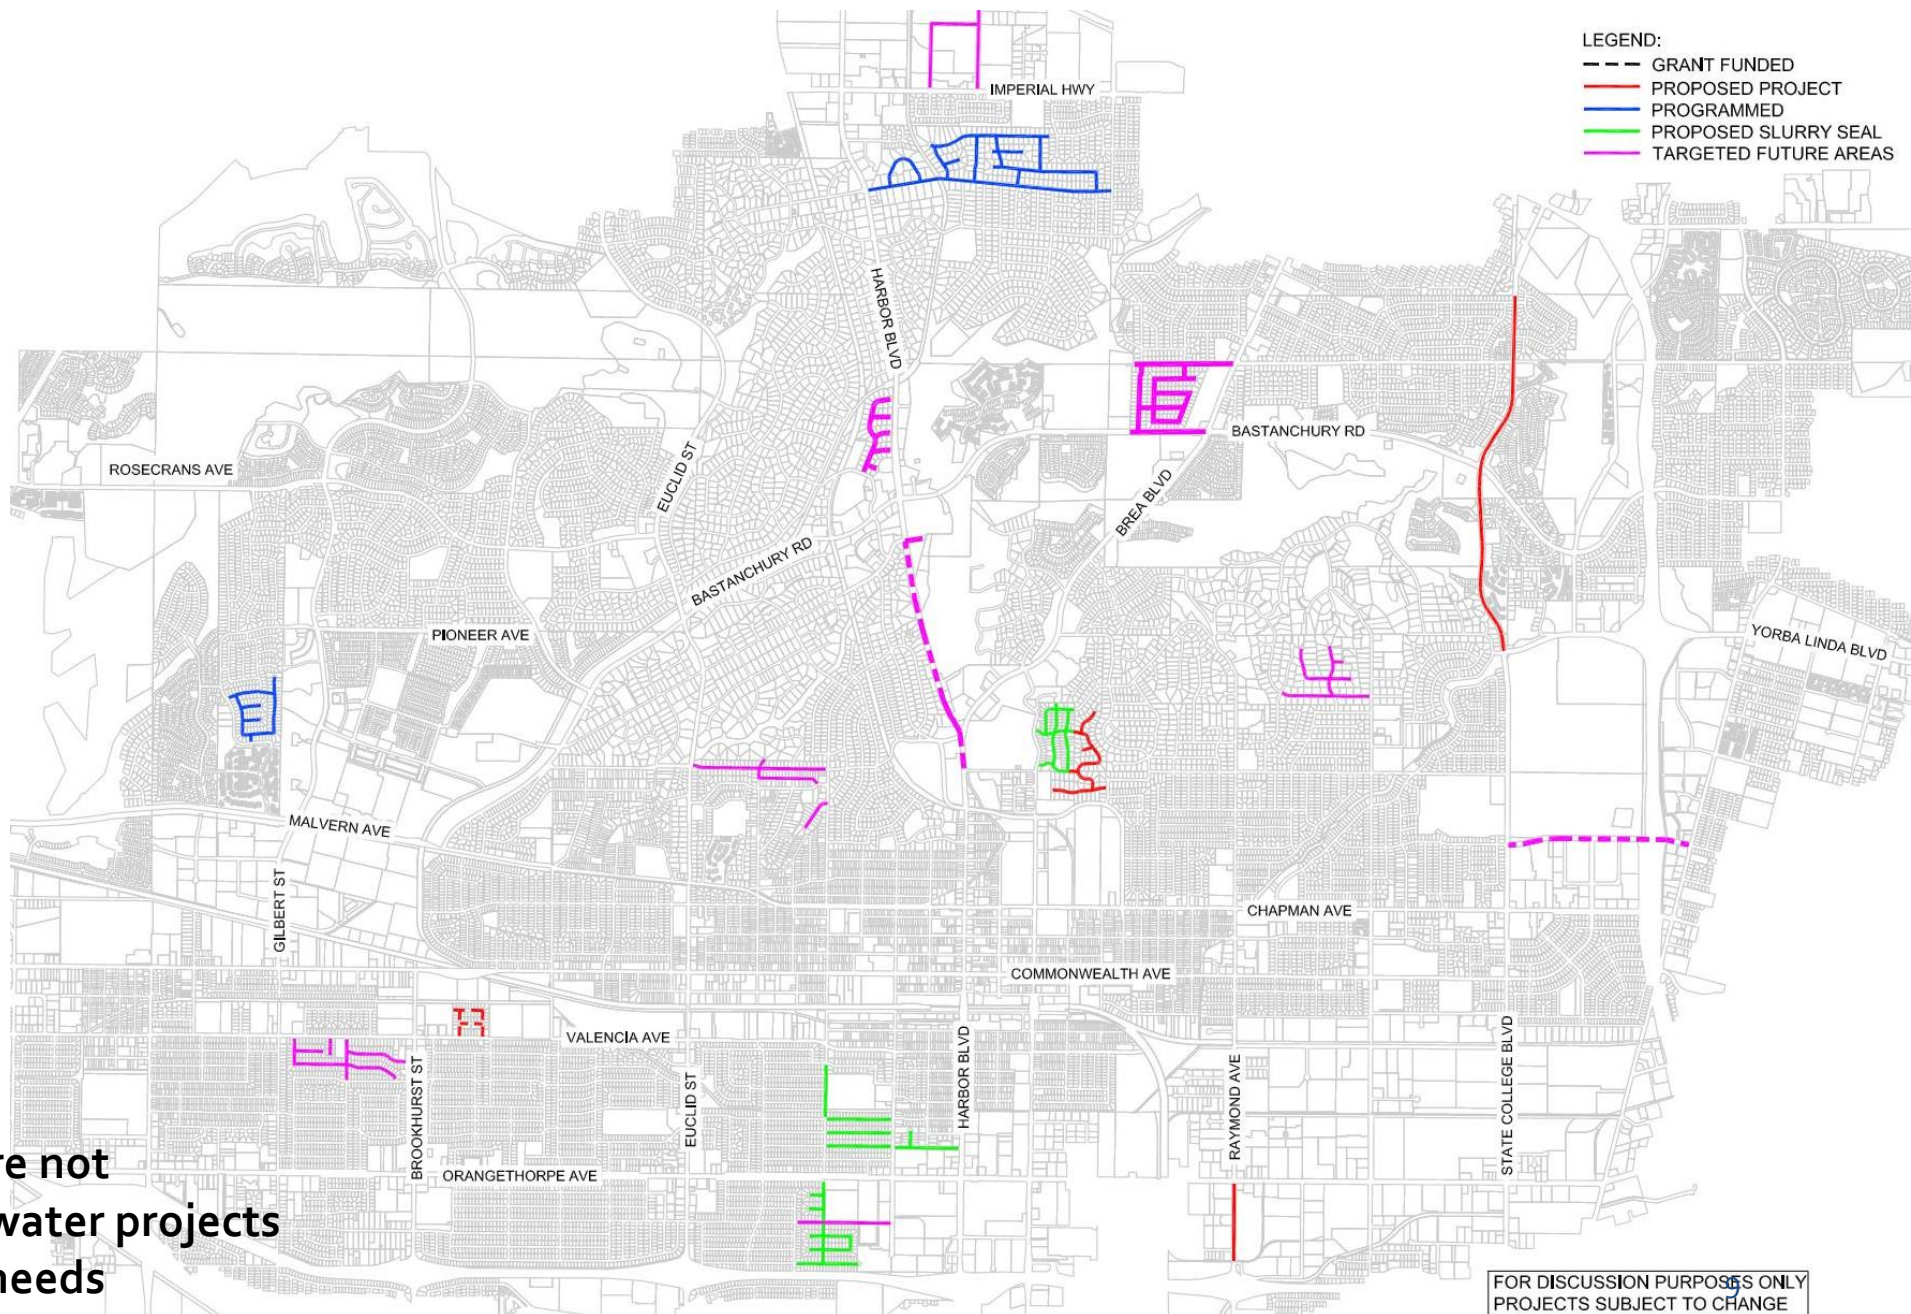 LEGEND:
GRANT FUNDED
PROPOSED PROJECT
PROGRAMMED
PROPOSED SLURRY SEAL
TARGETED FUTURE AREAS
IMPERIAL HWY
HARBOR BLVD
BASTANCHURY RD
ROSECRANS AVE
EUCLID ST
BREA BLVD
BASTANCHURY RD
PIONEER AVE
YORBA LINDA BLVD
MALVERN AVE
GILBERT ST
CHAPMAN AVE
COMMONWEALTH AVE
VALENCIA AVE
BROOKHURST ST
EUCLID ST
HARBOR BLVD
RAYMOND AVE
STATE COLLEGE BLVD
ORANGETHORPE AVE
re not
water projects
needs
FOR DISCUSSION PURPOSES ONLY
PROJECTS SUBJECT TO CHANGE
9